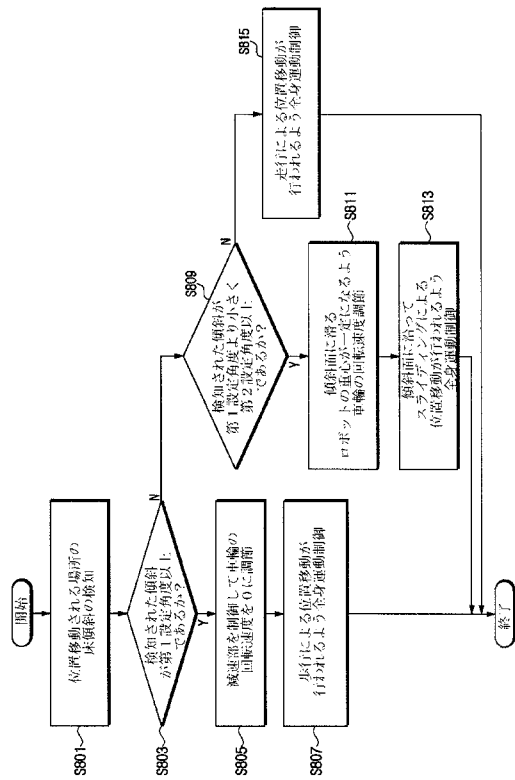 開始
S801
位置移動される場所の
床傾斜の検知
S803
検知された傾斜
が第１設定角度以上
であるか？
N
Y
S805
減速部を制御して車輪の
回転速度を０に調節
S807
歩行による位置移動が
行われるよう全身運動制御
S809
検知された傾斜が
第１設定角度より小さく
第２設定角度以上
であるか？
N
Y
S811
傾斜面に滑る
ロボットの重心が一定になるよう
車輪の回転速度調節
S813
傾斜面に沿って
スライディングによる
位置移動が行われるよう
全身運動制御
S815
走行による位置移動が
行われるよう全身運動制御
終了